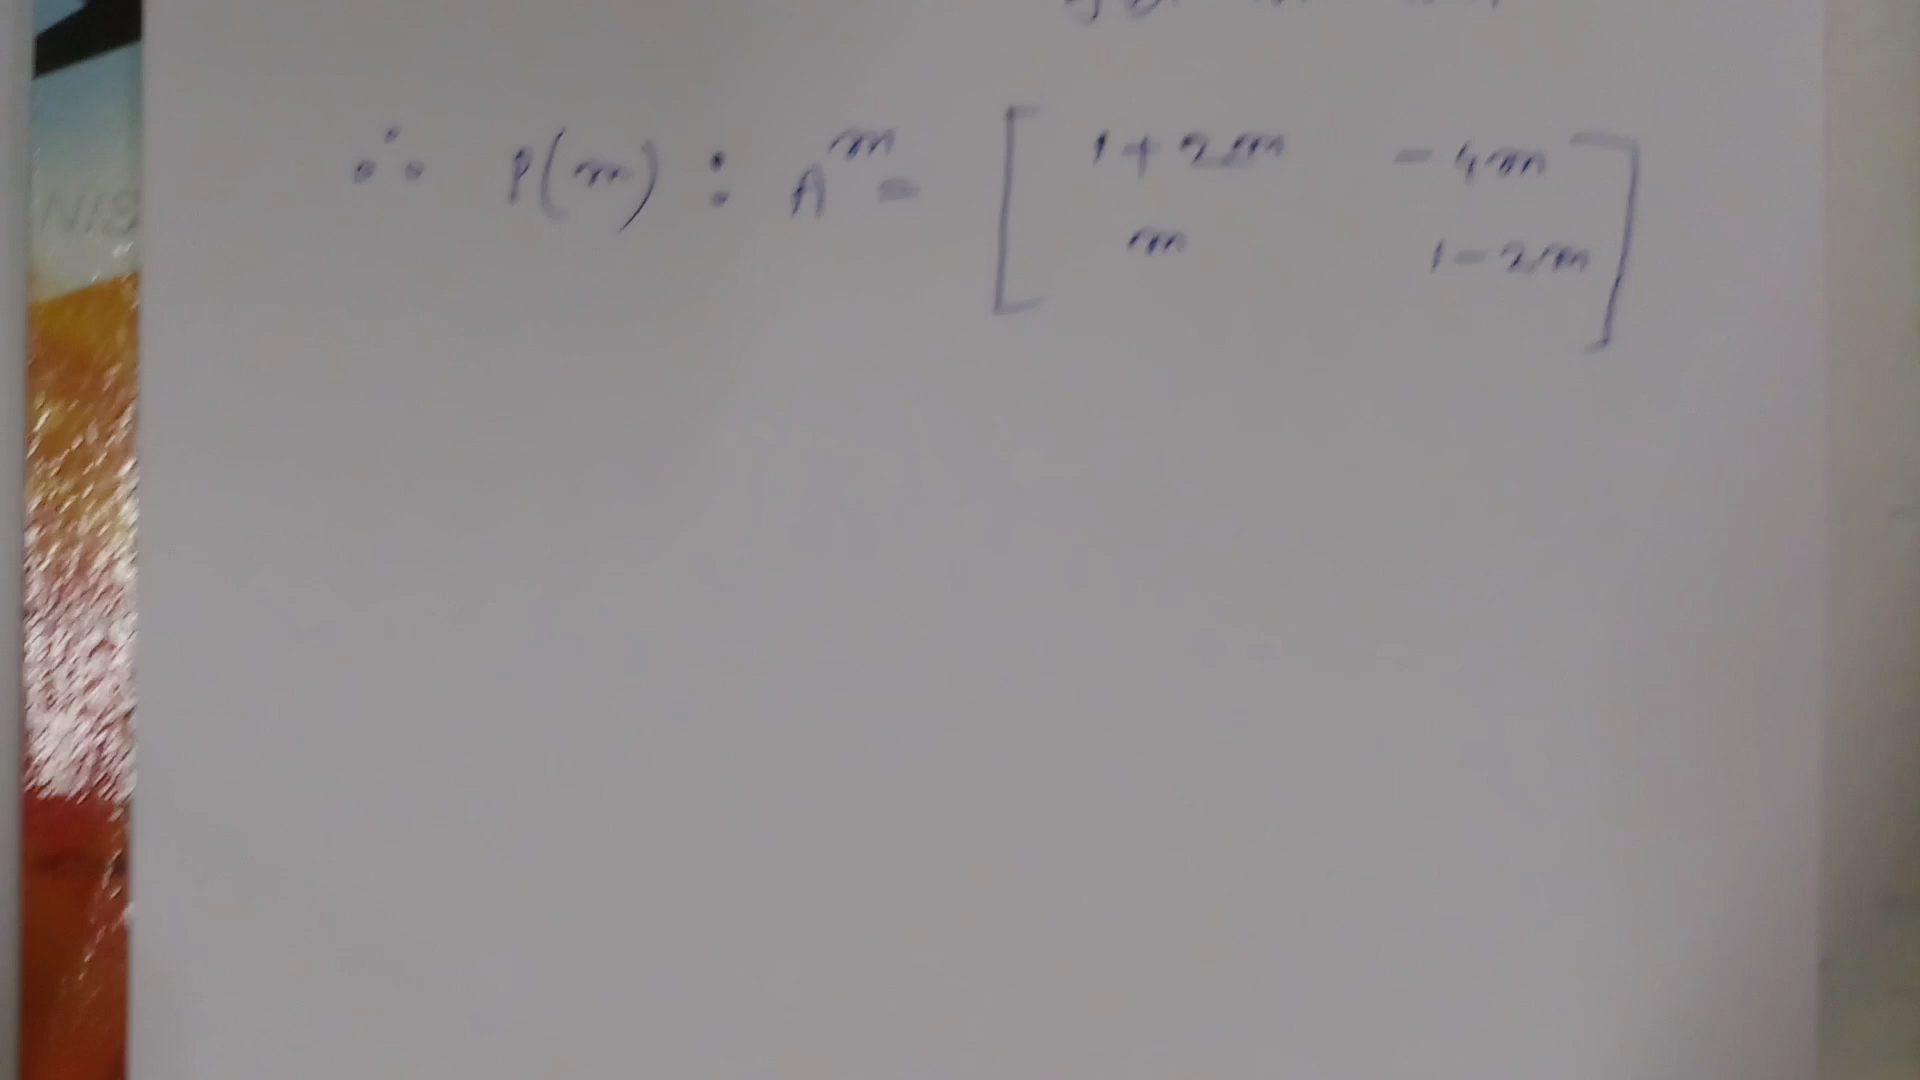 ∴ P(m) : A^m = [ 1+2m   -4m
m   1-2m ]